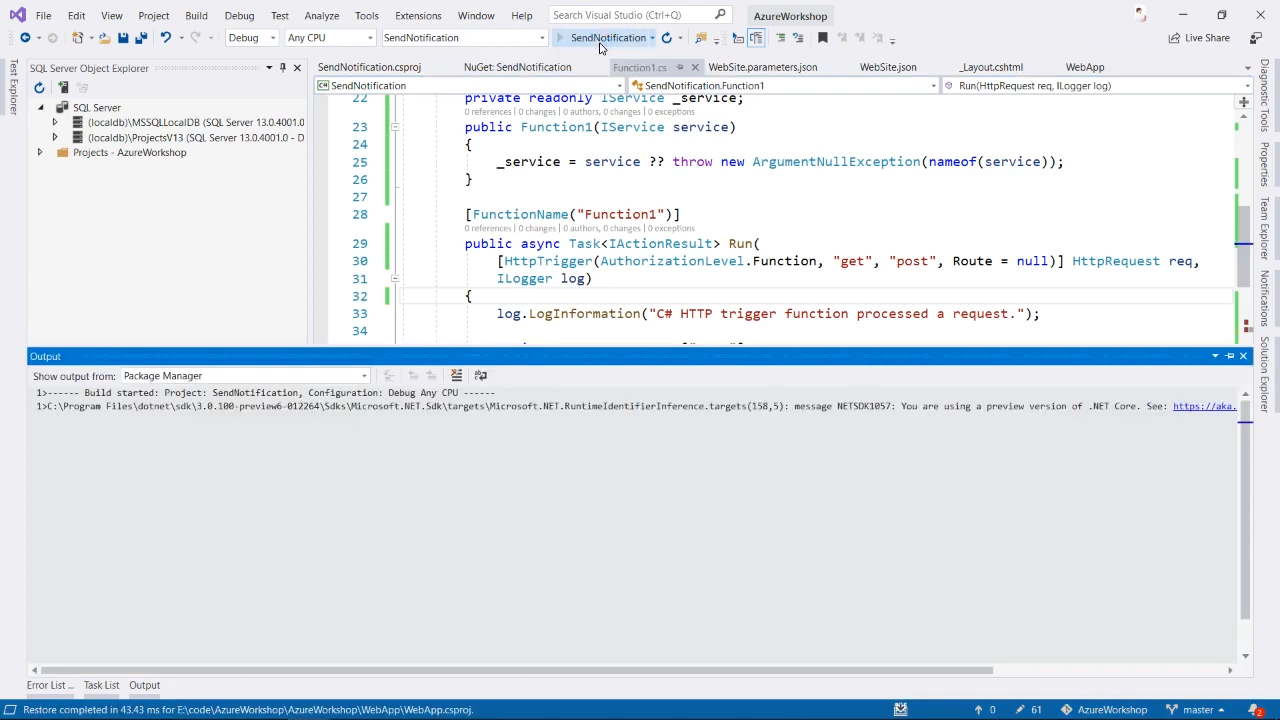 File Edit View Project Build Debug Test Analyze Tools Extensions Window Help Search Visual Studio (Ctrl+Q) AzureWorkshop
Debug Any CPU SendNotification SendNotification Live Share
Test Explorer
SQL Server Object Explorer
SQL Server
(localdb)\MSSQLLocalDB (SQL Server 13.0.4001.0
(localdb)\ProjectsV13 (SQL Server 13.0.4001.0 - D
Projects - AzureWorkshop
SendNotification.csproj NuGet: SendNotification Function1.cs WebSite.parameters.json WebSite.json _Layout.cshtml WebApp
SendNotification SendNotification.Function1 Run(HttpRequest req, ILogger log)
22 private readonly IService _service;
0 references | 0 changes | 0 authors, 0 changes | 0 exceptions
23 public Function1(IService service)
24 {
25 _service = service ?? throw new ArgumentNullException(nameof(service));
26 }
27
28 [FunctionName("Function1")]
0 references | 0 changes | 0 authors, 0 changes | 0 exceptions
29 public async Task<IActionResult> Run(
30 [HttpTrigger(AuthorizationLevel.Function, "get", "post", Route = null)] HttpRequest req,
31 ILogger log)
32 {
33 log.LogInformation("C# HTTP trigger function processed a request.");
34
Output
Show output from: Package Manager
1>------ Build started: Project: SendNotification, Configuration: Debug Any CPU ------
1>C:\Program Files\dotnet\sdk\3.0.100-preview6-012264\Sdks\Microsoft.NET.Sdk\targets\Microsoft.NET.RuntimeIdentifierInference.targets(158,5): message NETSDK1057: You are using a preview version of .NET Core. See: https://aka.
Error List ... Task List Output
Restore completed in 43.43 ms for E:\code\AzureWorkshop\AzureWorkshop\WebApp\WebApp.csproj. 0 61 AzureWorkshop master 2
Diagnostic Tools
Properties
Team Explorer
Notifications
Solution Explorer